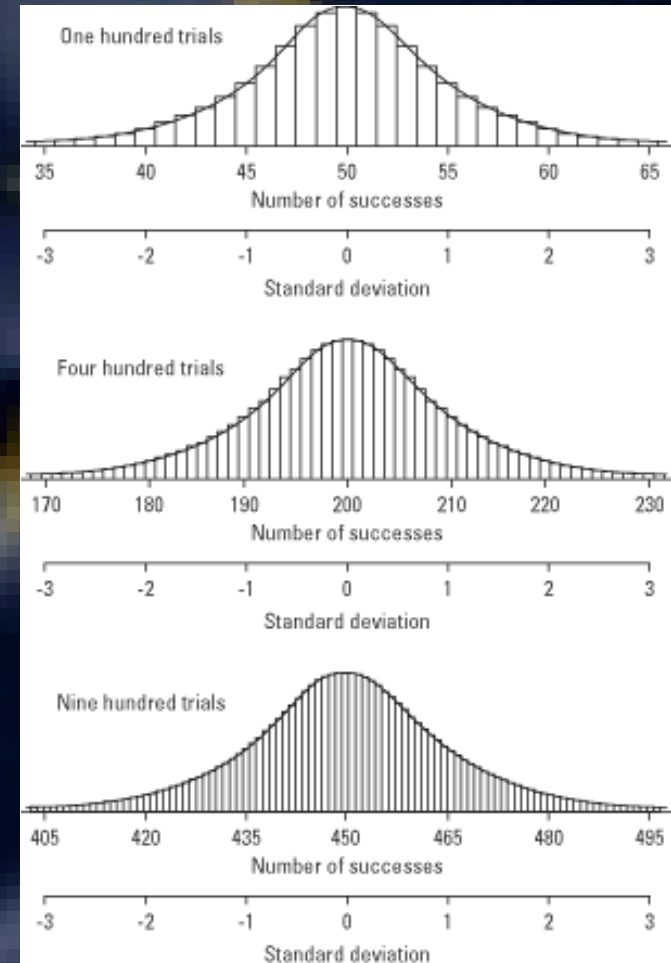 One hundred trials
35 40 45 50 55 60 65
Number of successes
-3 -2 -1 0 1 2 3
Standard deviation
Four hundred trials
170 180 190 200 210 220 230
Number of successes
-3 -2 -1 0 1 2 3
Standard deviation
Nine hundred trials
405 420 435 450 465 480 495
Number of successes
-3 -2 -1 0 1 2 3
Standard deviation